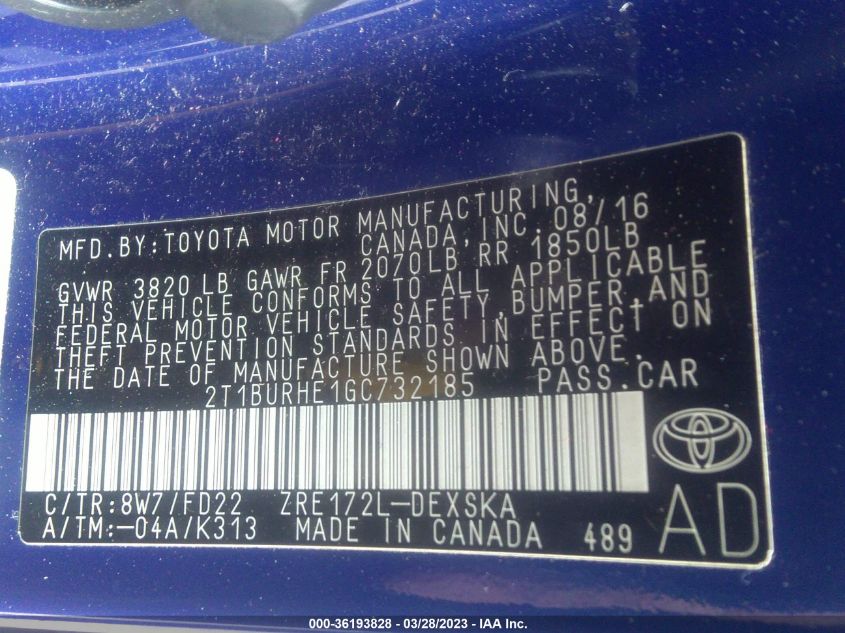 MFD.BY:TOYOTA MOTOR MANUFACTURING,
CANADA, INC. 08/16
GVWR 3820 LB GAWR FR 2070LB RR 1850LB
THIS VEHICLE CONFORMS TO ALL APPLICABLE
FEDERAL MOTOR VEHICLE SAFETY, BUMPER, AND
THEFT PREVENTION STANDARDS IN EFFECT ON
THE DATE OF MANUFACTURE SHOWN ABOVE.
2T1BURHE1GC732185 PASS.CAR
C/TR:8W7/FD22 ZRE172L-DEXSKA
A/TM:-04A/K313 MADE IN CANADA 489
AD
000-36193828 - 03/28/2023 - IAA Inc.